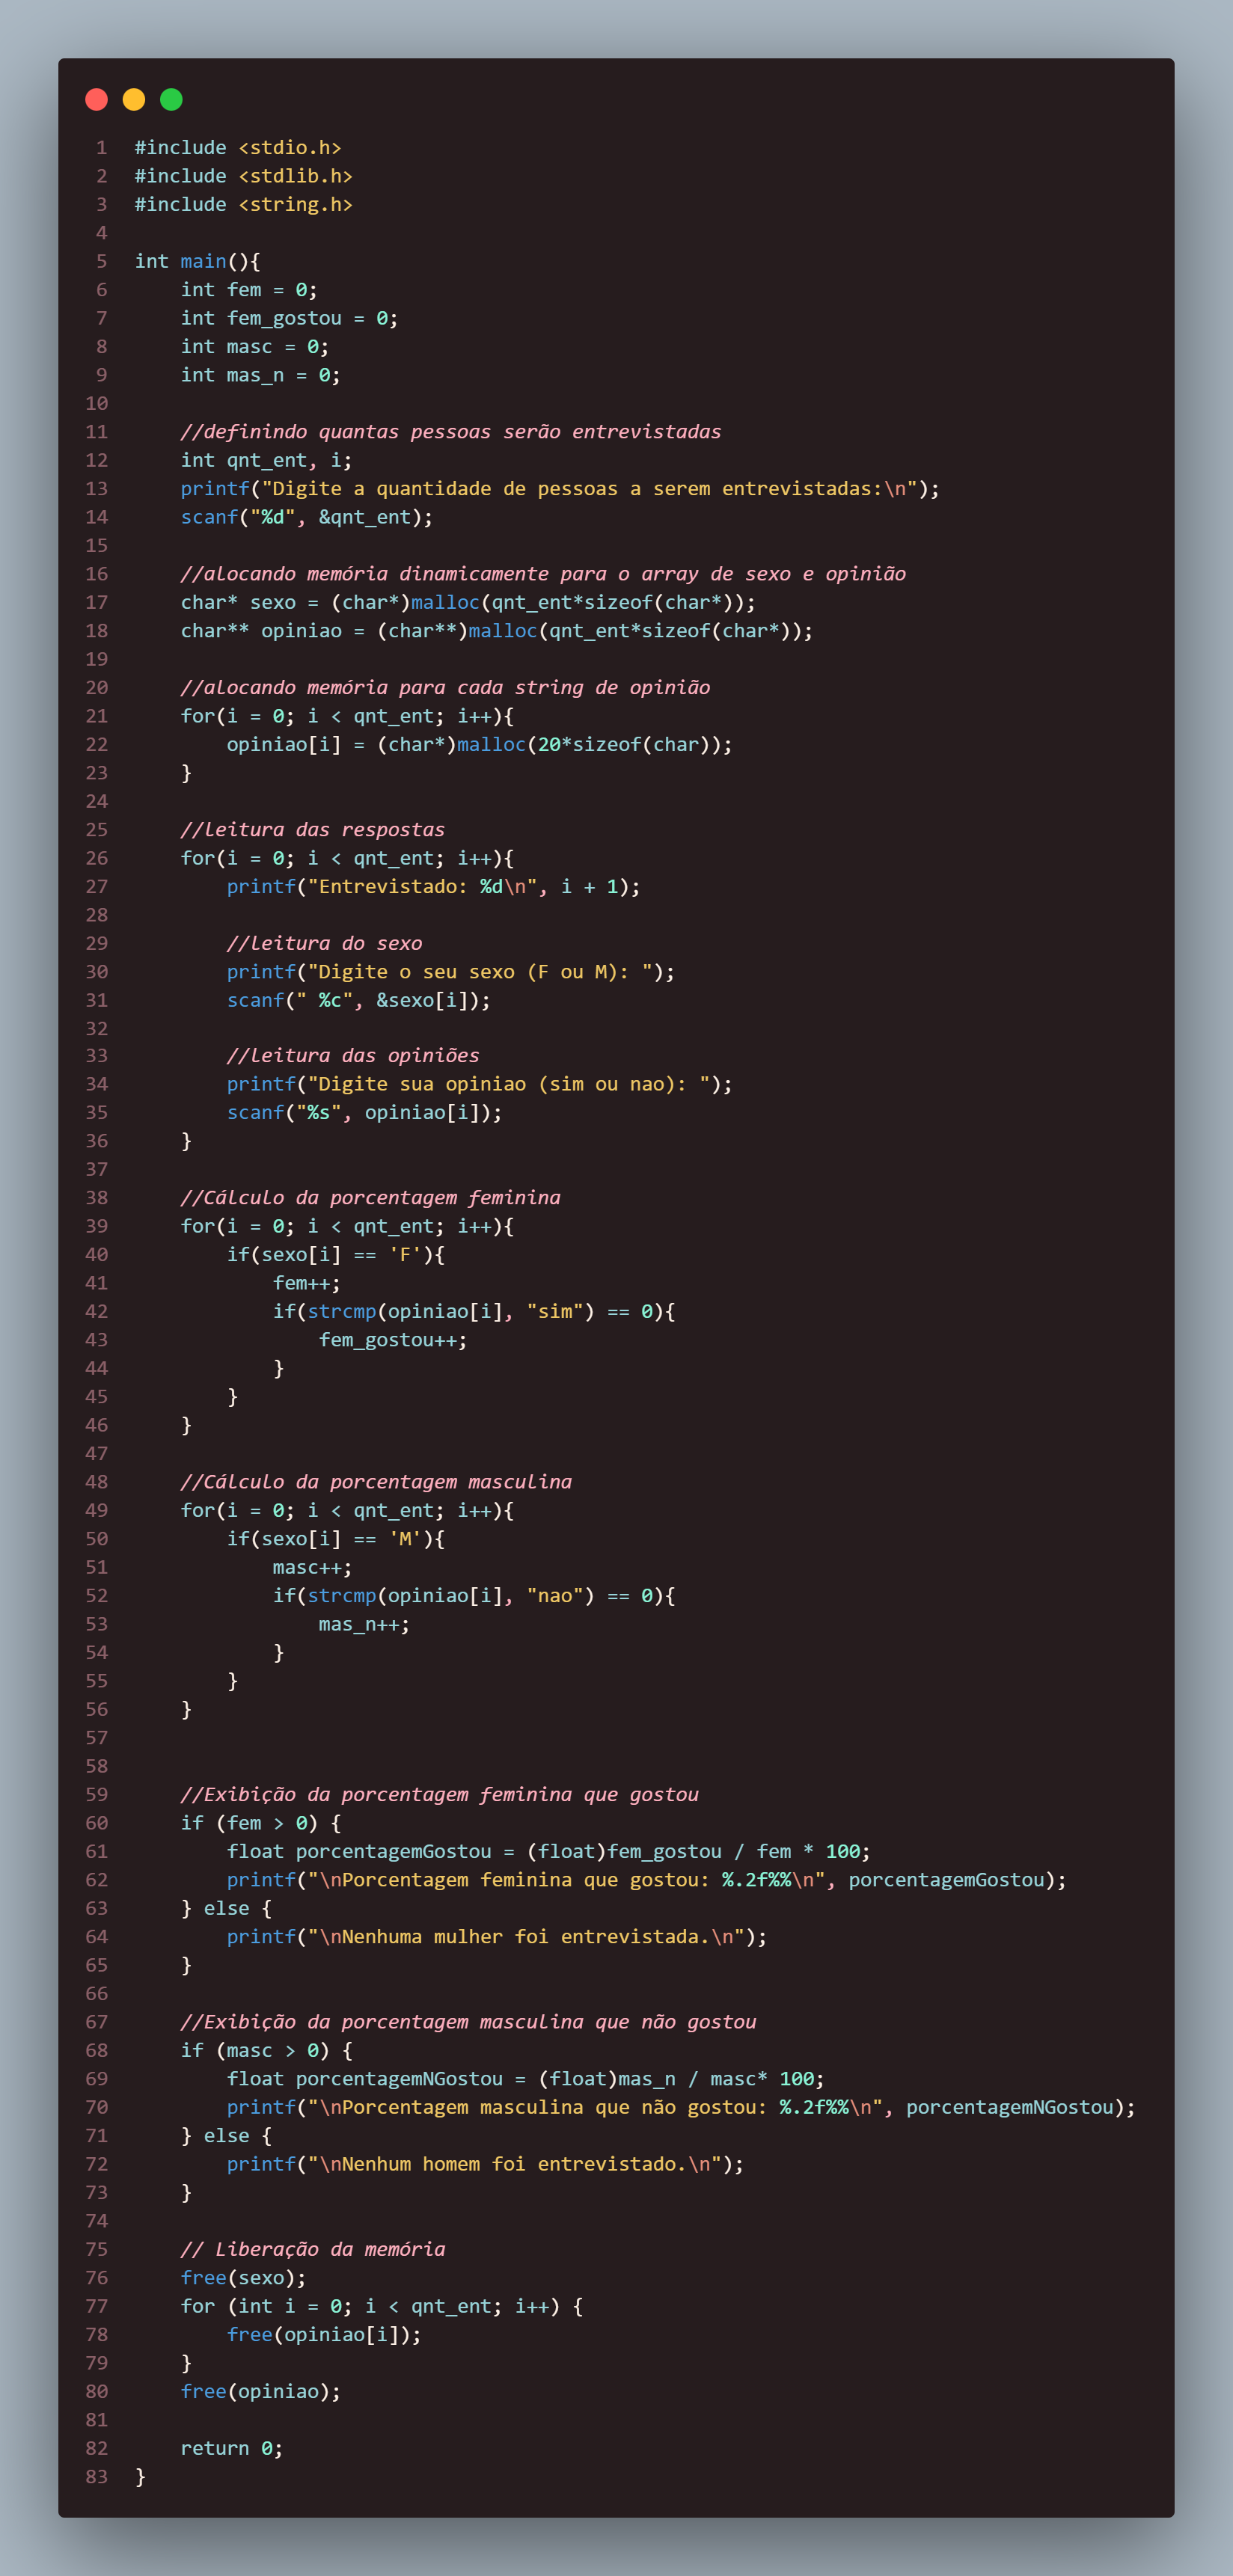 1 #include <stdio.h>
2 #include <stdlib.h>
3 #include <string.h>
4
5 int main(){
6     int fem = 0;
7     int fem_gostou = 0;
8     int masc = 0;
9     int mas_n = 0;
10
11     //definindo quantas pessoas serão entrevistadas
12     int qnt_ent, i;
13     printf("Digite a quantidade de pessoas a serem entrevistadas:\n");
14     scanf("%d", &qnt_ent);
15
16     //alocando memória dinamicamente para o array de sexo e opinião
17     char* sexo = (char*)malloc(qnt_ent*sizeof(char*));
18     char** opiniao = (char**)malloc(qnt_ent*sizeof(char*));
19
20     //alocando memória para cada string de opinião
21     for(i = 0; i < qnt_ent; i++){
22         opiniao[i] = (char*)malloc(20*sizeof(char));
23     }
24
25     //leitura das respostas
26     for(i = 0; i < qnt_ent; i++){
27         printf("Entrevistado: %d\n", i + 1);
28
29         //leitura do sexo
30         printf("Digite o seu sexo (F ou M): ");
31         scanf(" %c", &sexo[i]);
32
33         //leitura das opiniões
34         printf("Digite sua opiniao (sim ou nao): ");
35         scanf("%s", opiniao[i]);
36     }
37
38     //Cálculo da porcentagem feminina
39     for(i = 0; i < qnt_ent; i++){
40         if(sexo[i] == 'F'){
41             fem++;
42             if(strcmp(opiniao[i], "sim") == 0){
43                 fem_gostou++;
44             }
45         }
46     }
47
48     //Cálculo da porcentagem masculina
49     for(i = 0; i < qnt_ent; i++){
50         if(sexo[i] == 'M'){
51             masc++;
52             if(strcmp(opiniao[i], "nao") == 0){
53                 mas_n++;
54             }
55         }
56     }
57
58
59     //Exibição da porcentagem feminina que gostou
60     if (fem > 0) {
61         float porcentagemGostou = (float)fem_gostou / fem * 100;
62         printf("\nPorcentagem feminina que gostou: %.2f%%\n", porcentagemGostou);
63     } else {
64         printf("\nNenhuma mulher foi entrevistada.\n");
65     }
66
67     //Exibição da porcentagem masculina que não gostou
68     if (masc > 0) {
69         float porcentagemNGostou = (float)mas_n / masc* 100;
70         printf("\nPorcentagem masculina que não gostou: %.2f%%\n", porcentagemNGostou);
71     } else {
72         printf("\nNenhum homem foi entrevistado.\n");
73     }
74
75     // Liberação da memória
76     free(sexo);
77     for (int i = 0; i < qnt_ent; i++) {
78         free(opiniao[i]);
79     }
80     free(opiniao);
81
82     return 0;
83 }